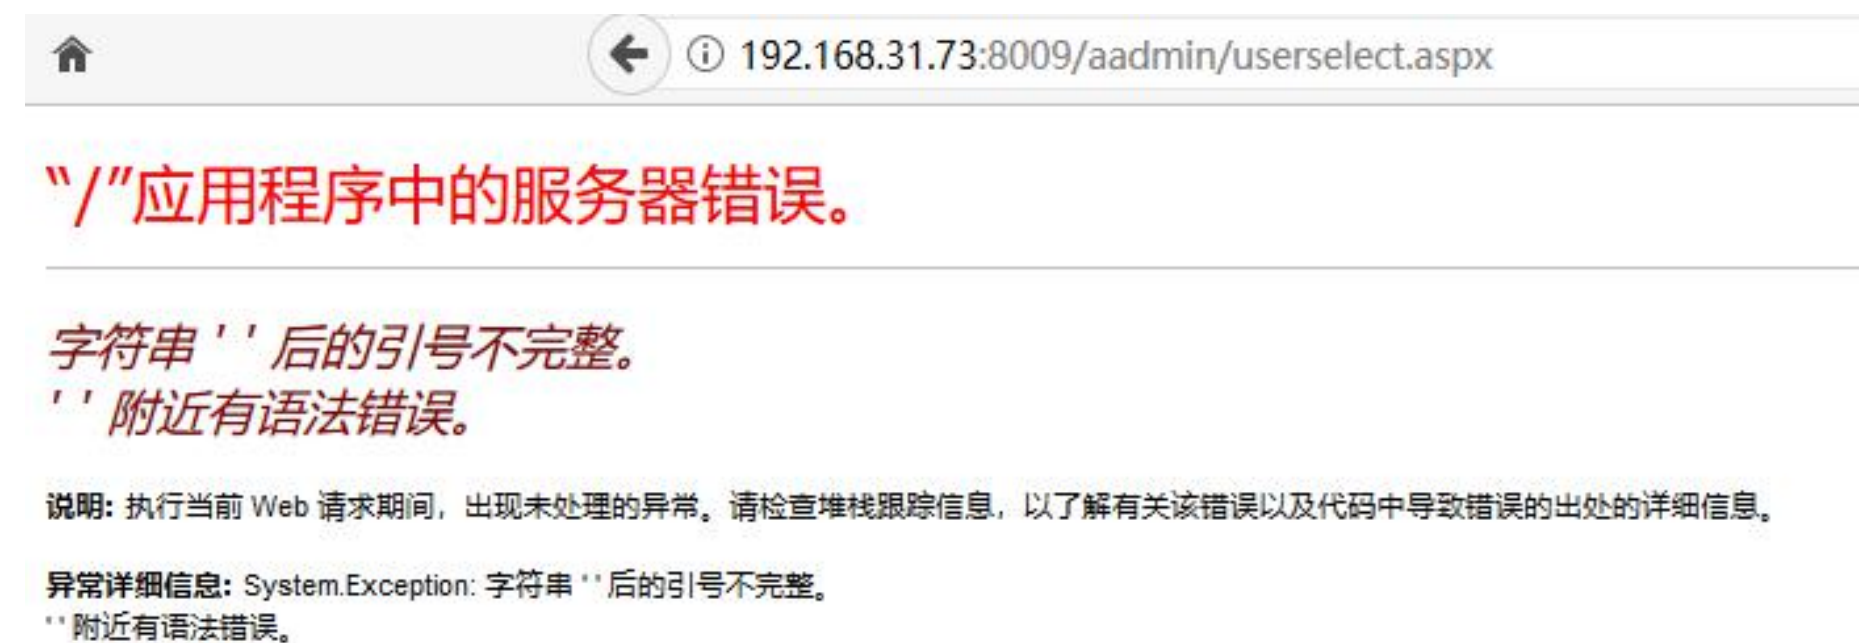 192.168.31.73:8009/aadmin/userselect.aspx
“/”应用程序中的服务器错误。
字符串 ' ' 后的引号不完整。
' ' 附近有语法错误。
说明: 执行当前 Web 请求期间，出现未处理的异常。请检查堆栈跟踪信息，以了解有关该错误以及代码中导致错误的出处的详细信息。
异常详细信息: System.Exception: 字符串 ' ' 后的引号不完整。
' ' 附近有语法错误。